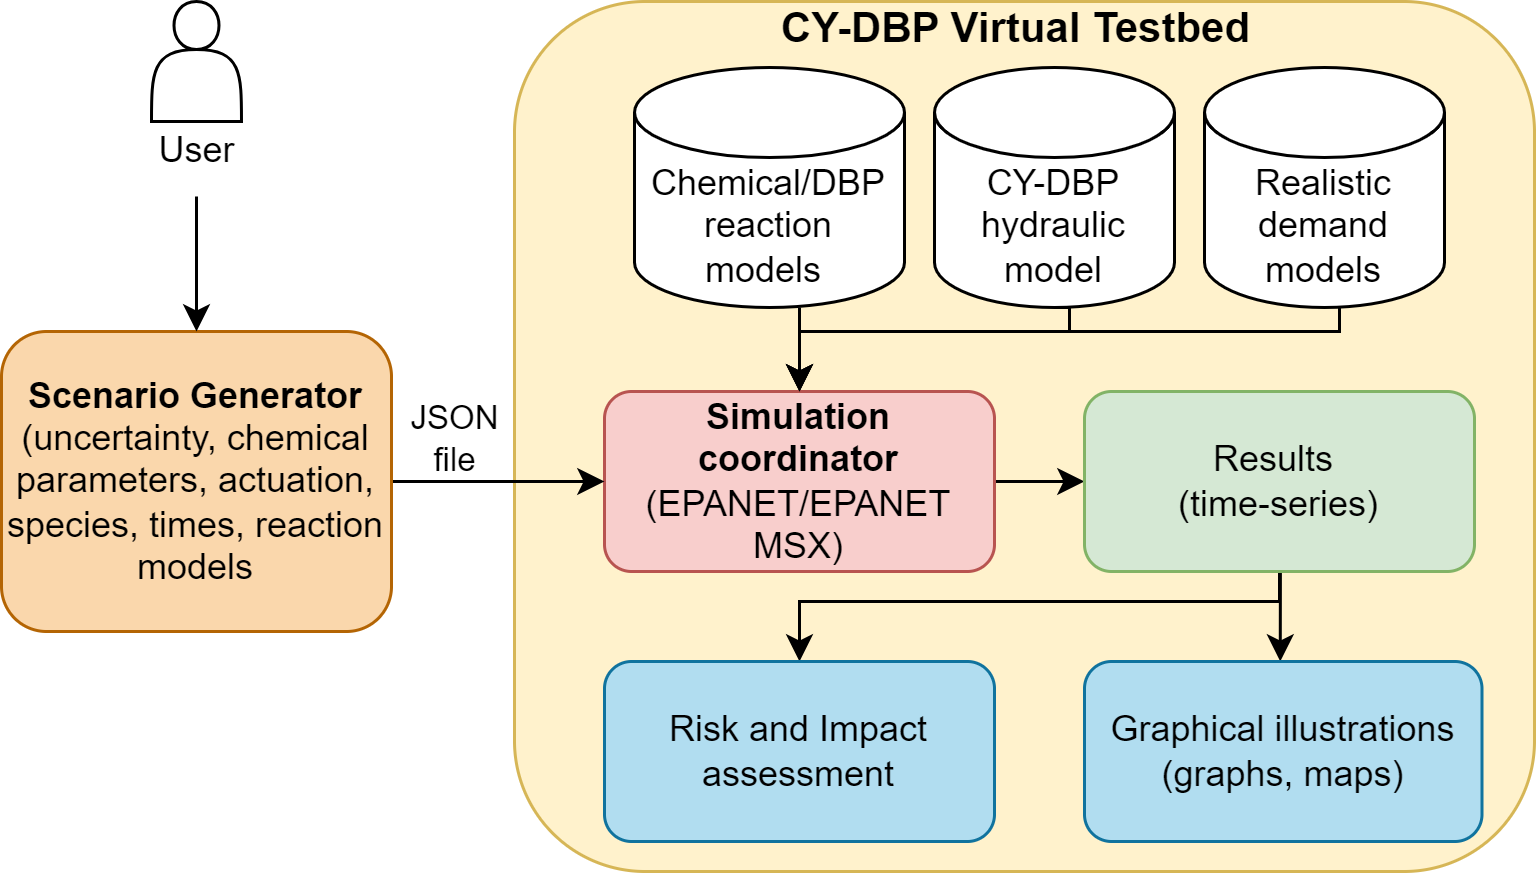 CY-DBP Virtual Testbed
User
Chemical/DBP
reaction
models
CY-DBP
hydraulic
model
Realistic
demand
models
Scenario Generator
(uncertainty, chemical
parameters, actuation,
species, times, reaction
models
JSON
file
Simulation
coordinator
(EPANET/EPANET
MSX)
Results
(time-series)
Risk and Impact
assessment
Graphical illustrations
(graphs, maps)